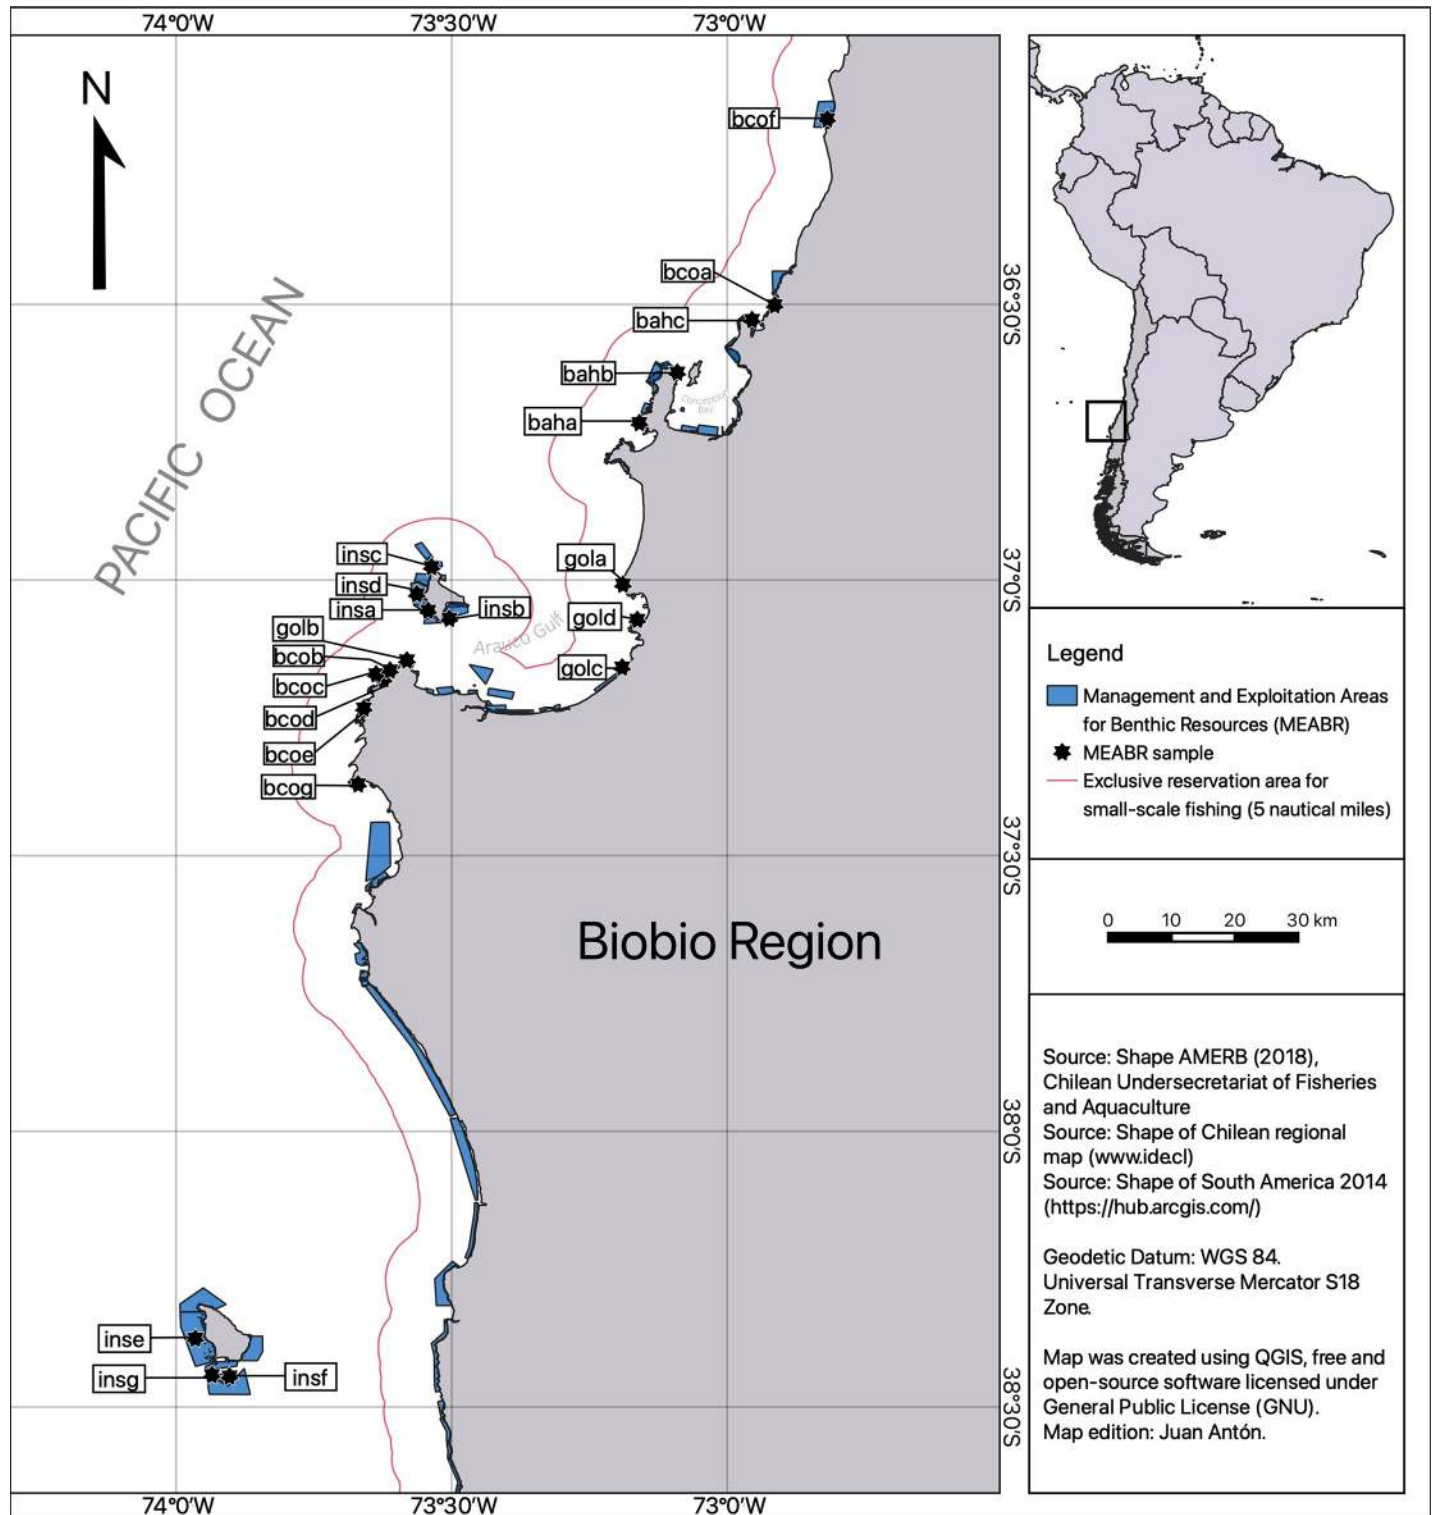 74°0'W
73°30'W
73°0'W
N
PACIFIC OCEAN
bcof
bcoa
36°30'S
bahc
bahb
Concepcion
Bay
baha
insc
gola
37°0'S
insd
insa
insb
gold
golb
Arauco Gulf
bcob
golc
bcoc
bcod
bcoe
bcog
37°30'S
Biobio Region
38°0'S
inse
insg
insf
38°30'S
74°0'W
73°30'W
73°0'W
Legend
Management and Exploitation Areas
for Benthic Resources (MEABR)
MEABR sample
Exclusive reservation area for
small-scale fishing (5 nautical miles)
0 10 20 30 km
Source: Shape AMERB (2018),
Chilean Undersecretariat of Fisheries
and Aquaculture
Source: Shape of Chilean regional
map (www.ide.cl)
Source: Shape of South America 2014
(https://hub.arcgis.com/)
Geodetic Datum: WGS 84.
Universal Transverse Mercator S18
Zone.
Map was created using QGIS, free and
open-source software licensed under
General Public License (GNU).
Map edition: Juan Antón.